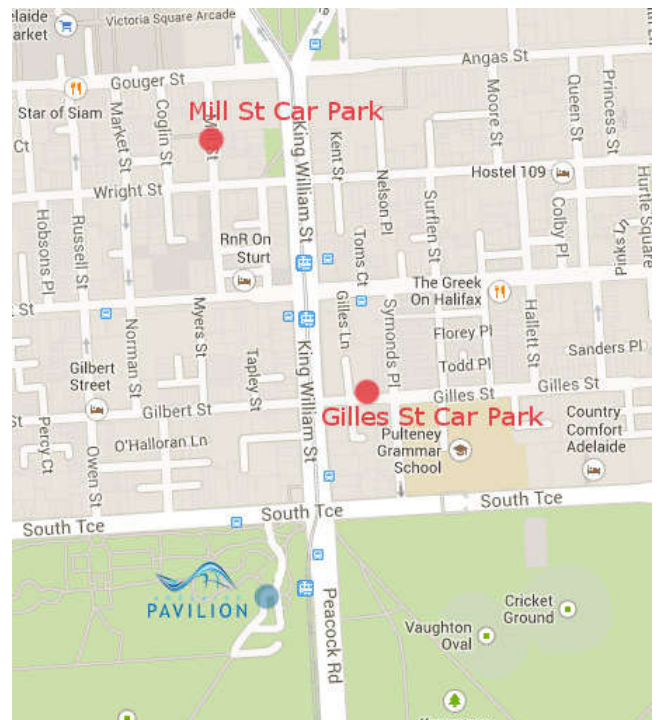 elaide
arket
Victoria Square Arcade
Gouger St
Angas St
Star of Siam
Mill St Car Park
Ct
Market St
Coglin St
Mill St
King William St
Kent St
Moore St
Queen St
Princess St
Hostel 109
Wright St
Nelson Pl
Surflen St
Hurtle Square
Hobsons Pl
Russell St
RnR On
Sturt
Toms Ct
Colby Pl
Pinks
The Greek
On Halifax
St
Norman St
Myers St
Gilles Ln
Symonds Pl
Florey Pl
Hallett St
Sanders Pl
Gilbert
Street
Tapley St
King William St
Todd Pl
Gilles St
Gilles St
Gilbert St
Gilles St Car Park
Percy Ct
O'Halloran Ln
Owen St
Pulteney
Grammar
School
Country
Comfort
Adelaide
South Tce
South Tce
South Tce
PAVILION
Peacock Rd
Cricket
Ground
Vaughton
Oval